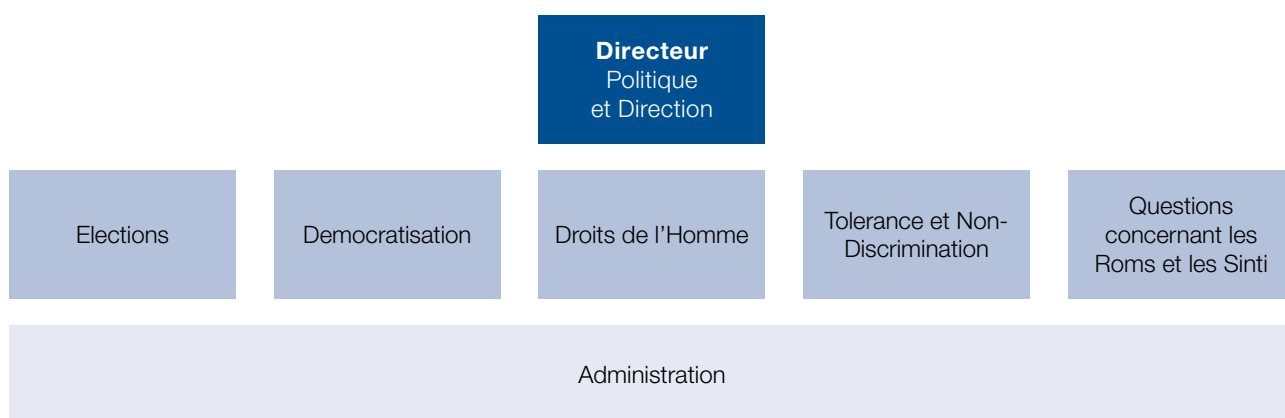 Directeur
Politique
et Direction
Elections
Democratisation
Droits de l’Homme
Tolerance et Non-
Discrimination
Questions
concernant les
Roms et les Sinti
Administration